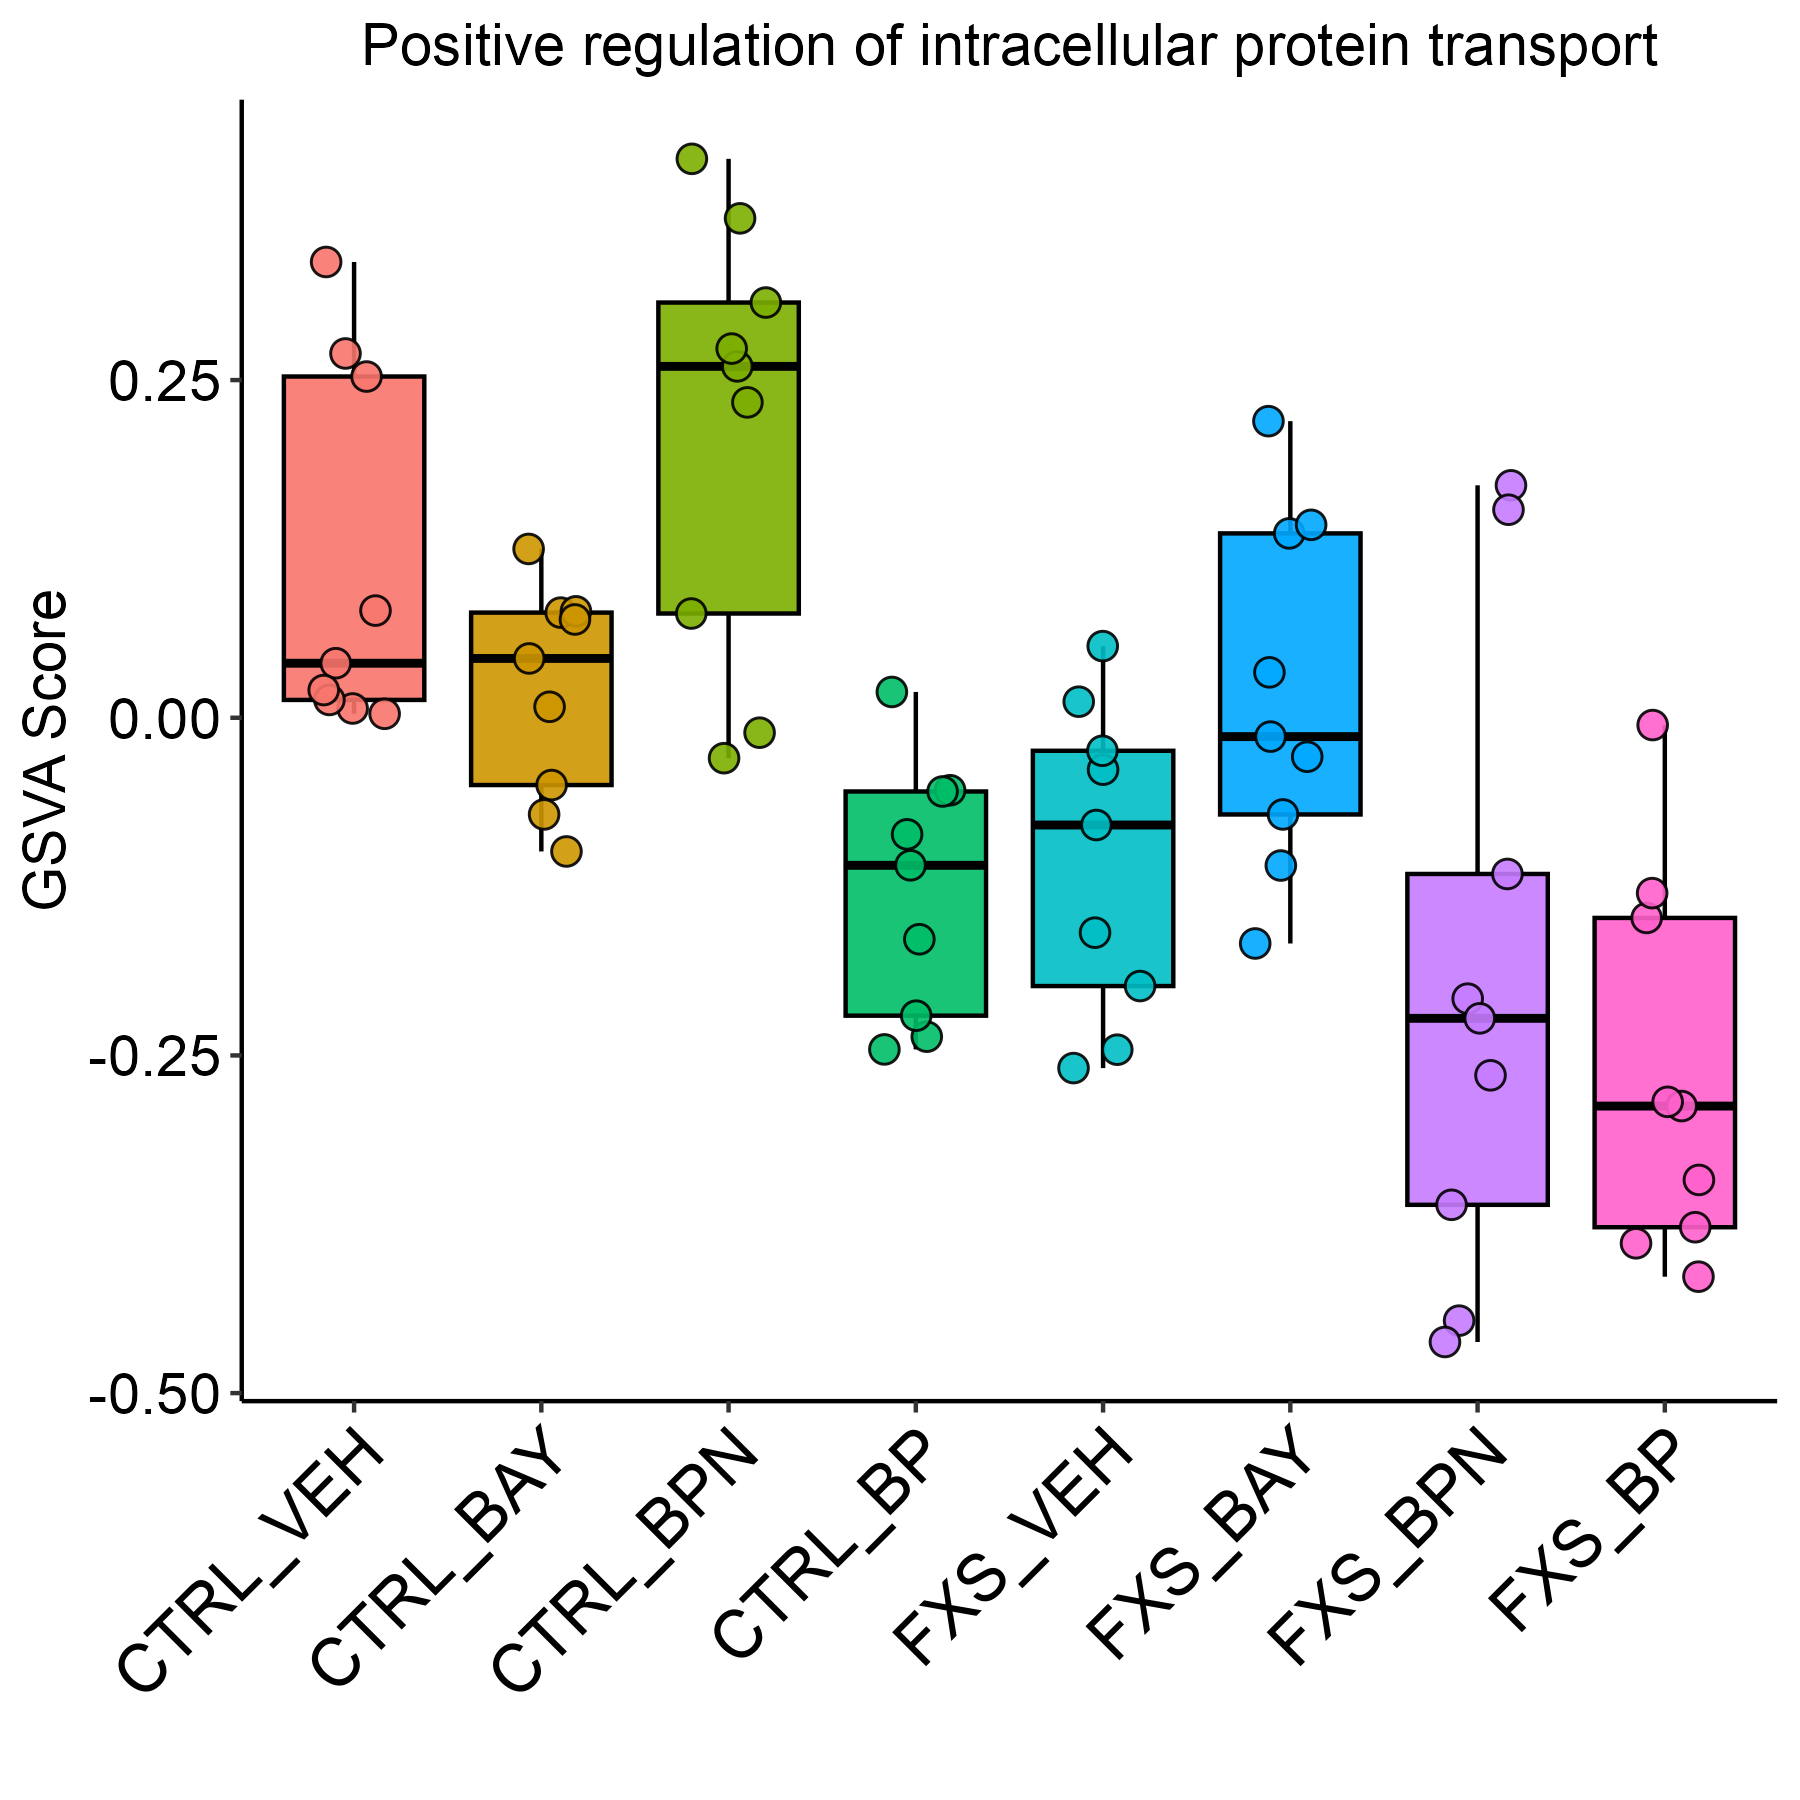 Positive regulation of intracellular protein transport
GSVA Score
0.25
0.00
-0.25
-0.50
CTRL_VEH
CTRL_BAY
CTRL_BPN
CTRL_BP
FXS_VEH
FXS_BAY
FXS_BPN
FXS_BP